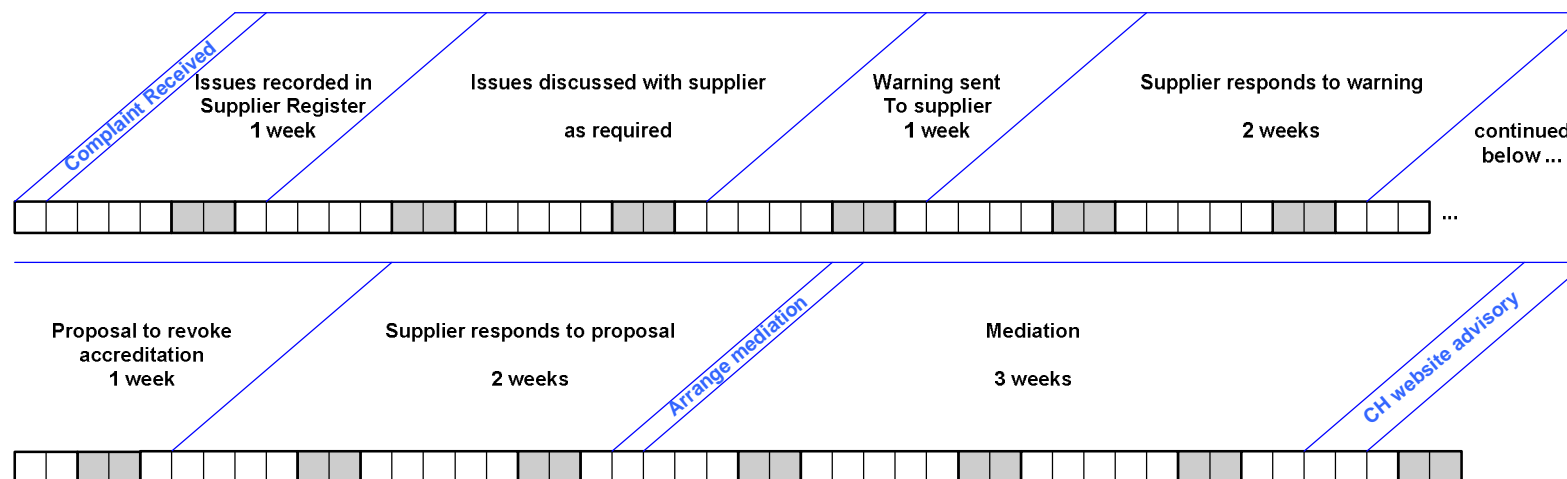 Complaint Received
Issues recorded in
Supplier Register
1 week
Issues discussed with supplier
as required
Warning sent
To supplier
1 week
Supplier responds to warning
2 weeks
continued
below ...
...
Proposal to revoke
accreditation
1 week
Supplier responds to proposal
2 weeks
Arrange mediation
Mediation
3 weeks
CH website advisory